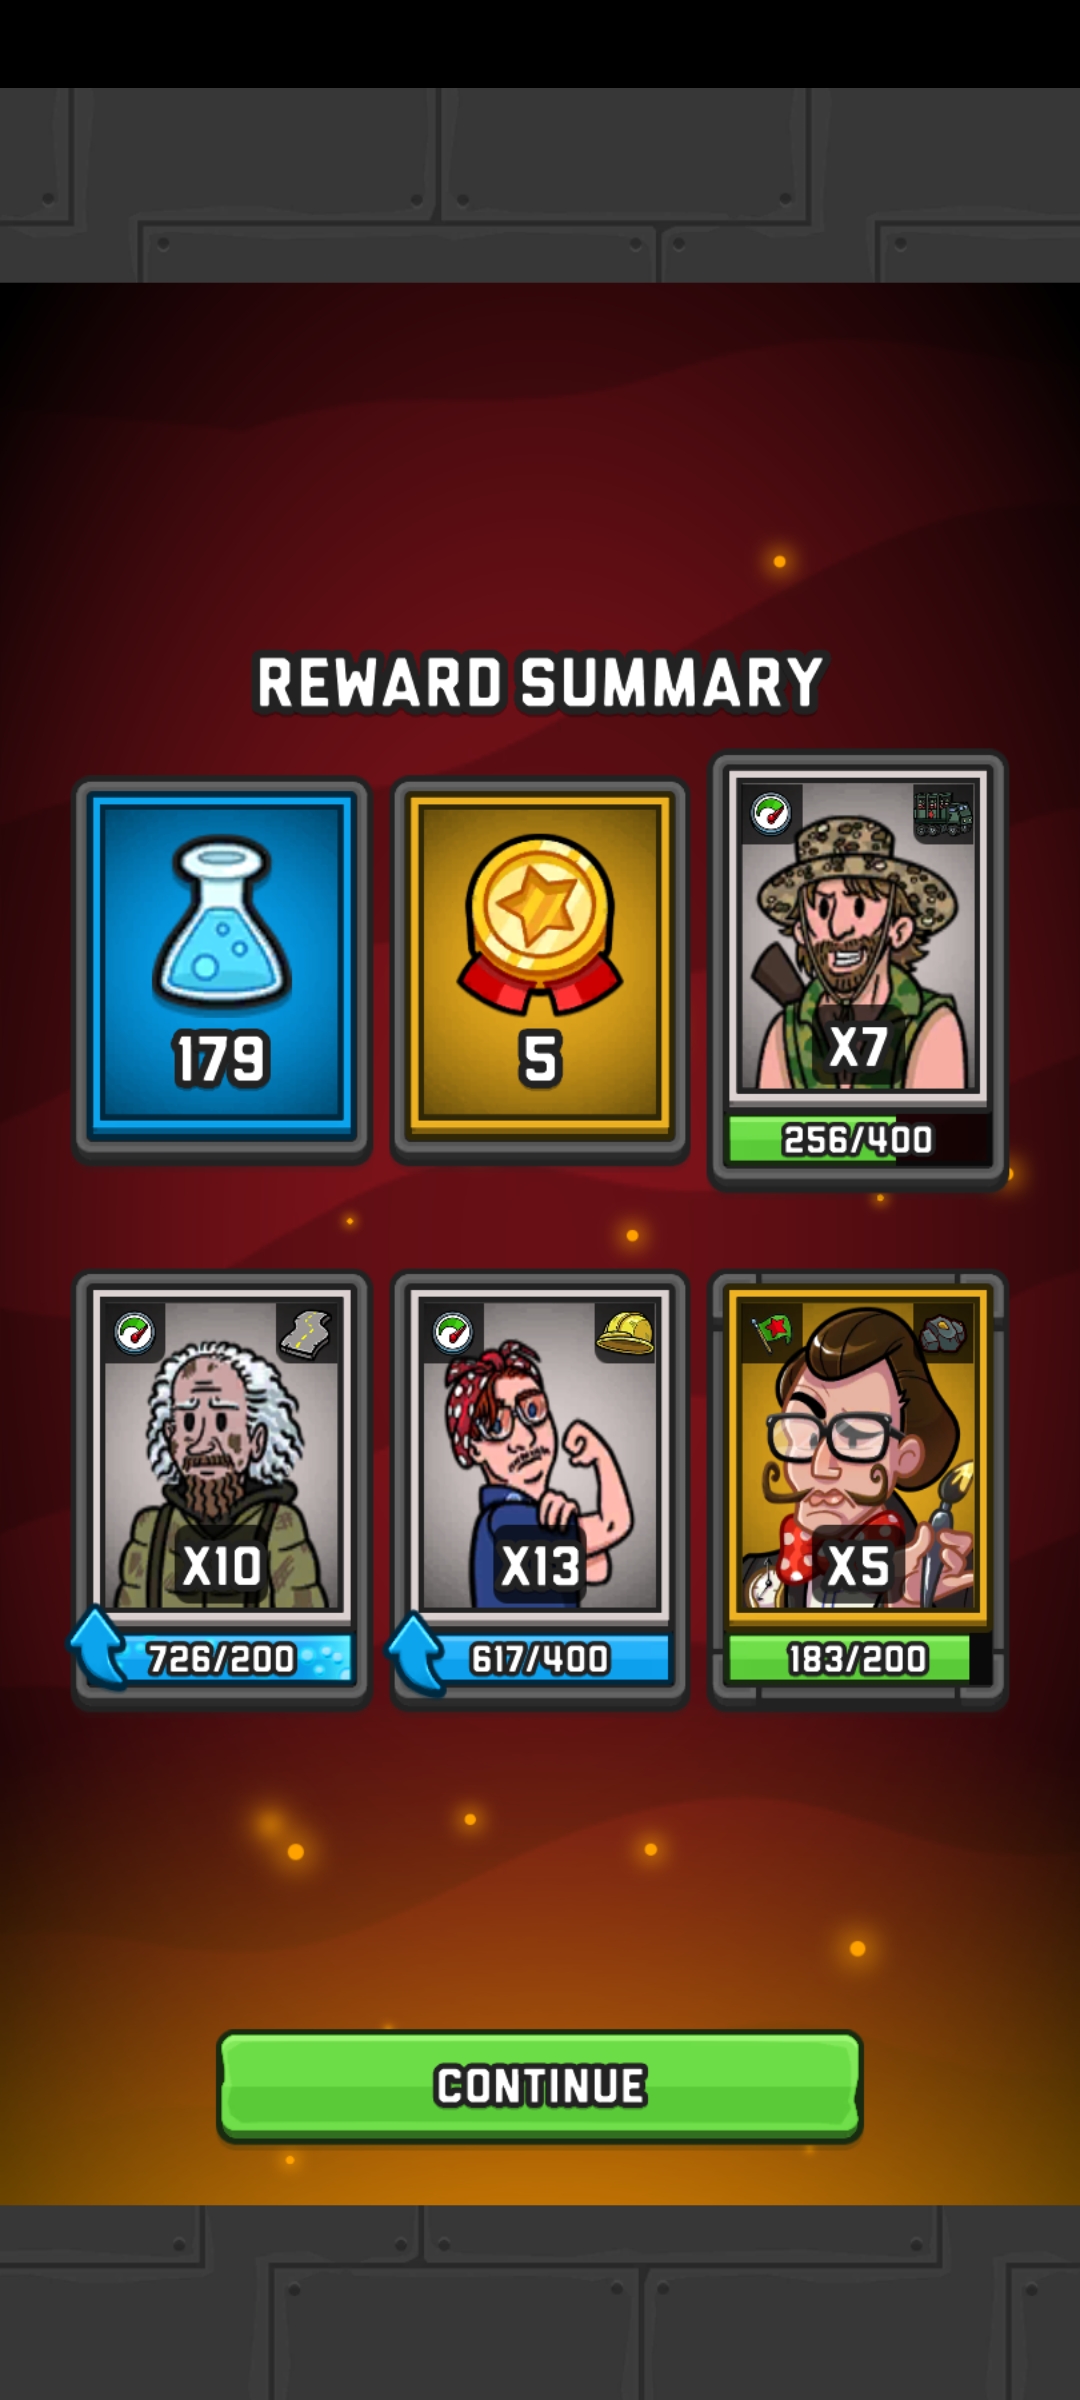 REWARD SUMMARY
179
5
X7
256/400
X10
X13
X5
726/200
617/400
183/200
CONTINUE